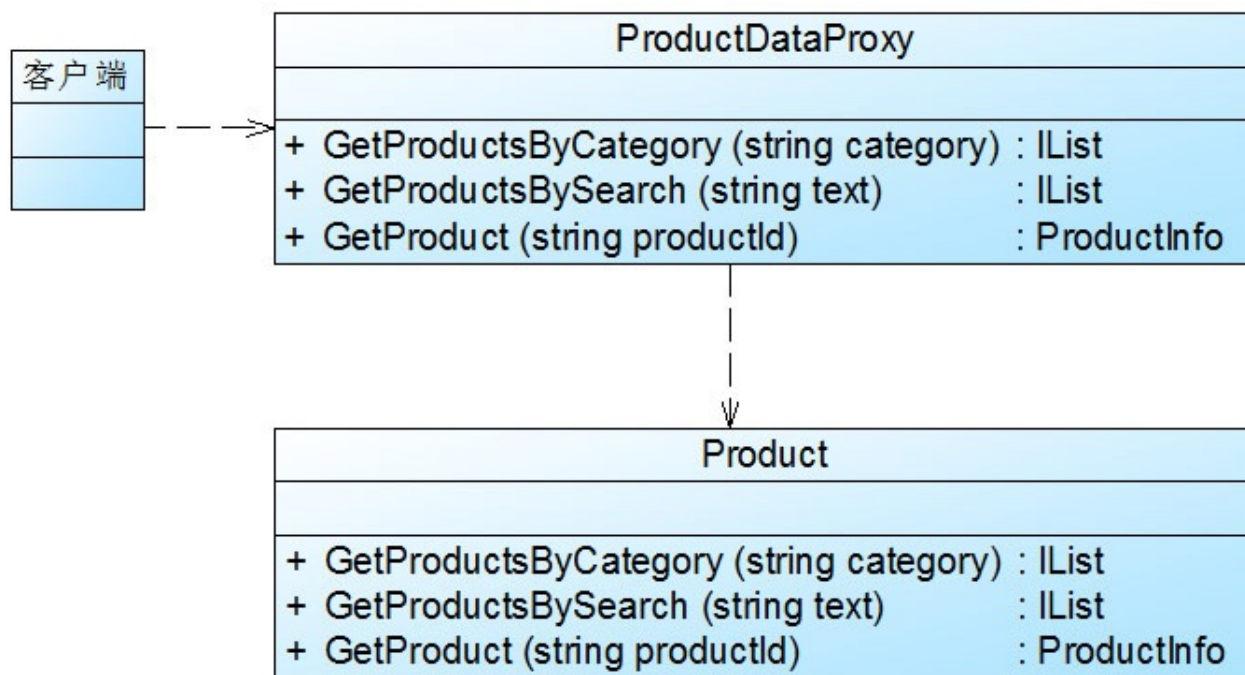 客户端
ProductDataProxy
+ GetProductsByCategory (string category) : IList
+ GetProductsBySearch (string text) : IList
+ GetProduct (string productId) : ProductInfo
Product
+ GetProductsByCategory (string category) : IList
+ GetProductsBySearch (string text) : IList
+ GetProduct (string productId) : ProductInfo